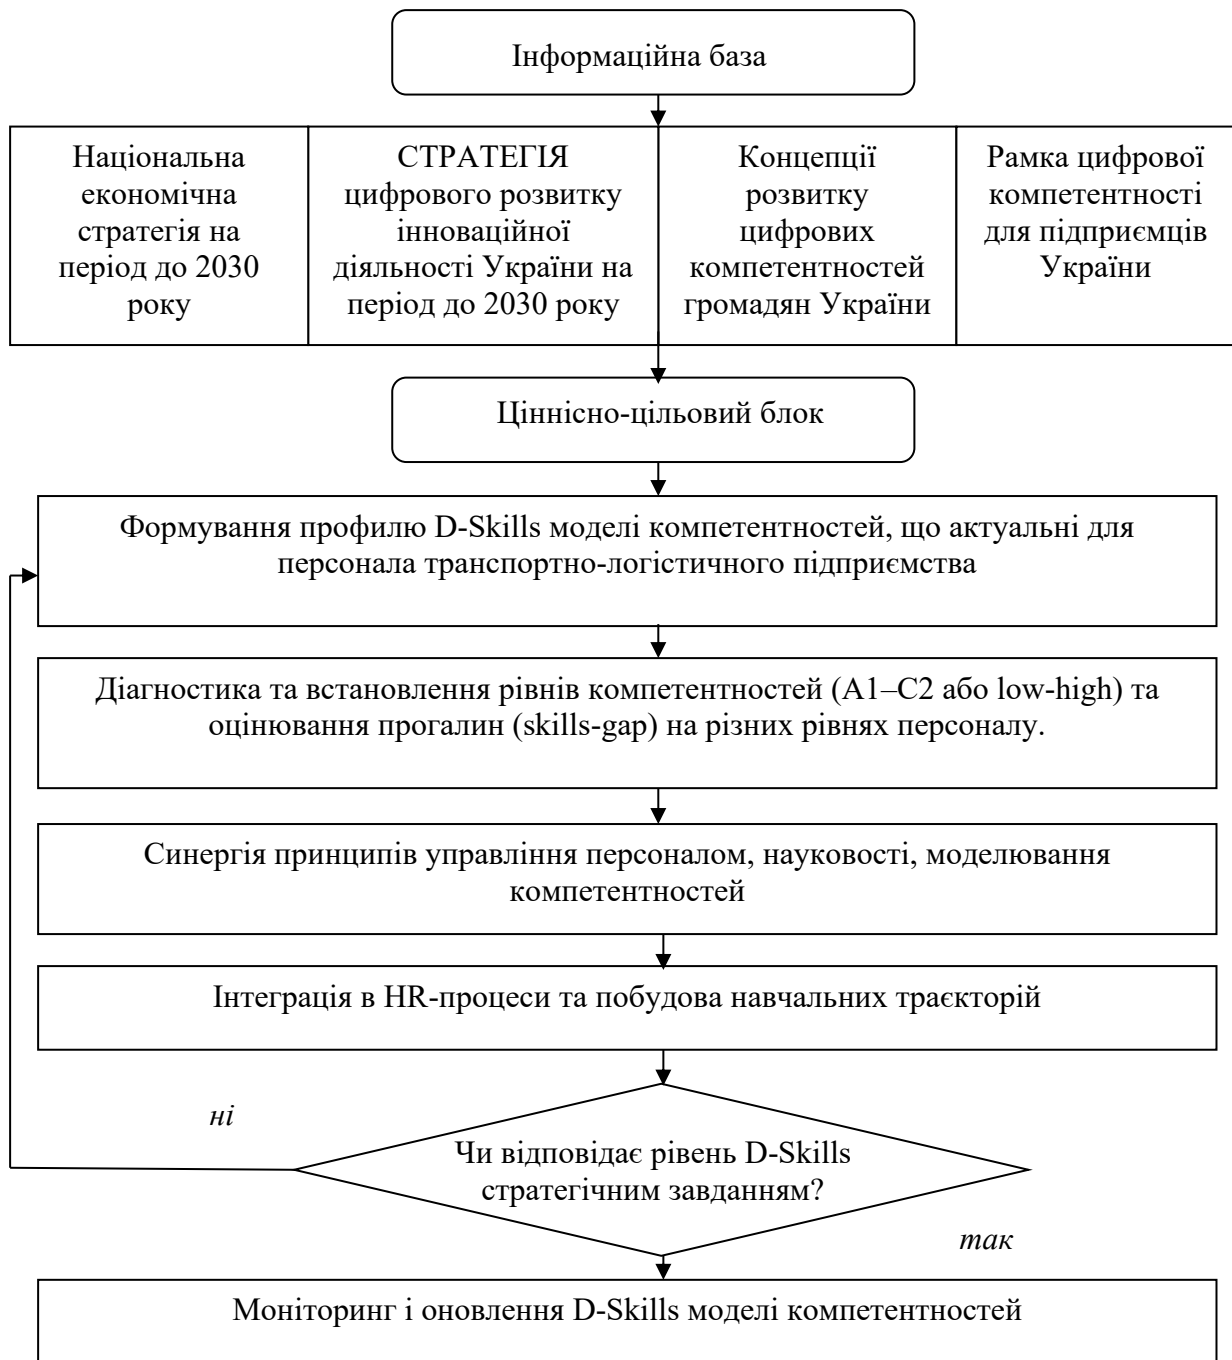 Інформаційна база
Національна
економічна
стратегія на
період до 2030
року
СТРАТЕГІЯ
цифрового розвитку
інноваційної
діяльності України на
період до 2030 року
Концепції
розвитку
цифрових
компетентностей
громадян України
Рамка цифрової
компетентності
для підприємців
України
Ціннісно-цільовий блок
Формування профилю D-Skills моделі компетентностей, що актуальні для
персонала транспортно-логістичного підприємства
Діагностика та встановлення рівнів компетентностей (A1–C2 або low-high) та
оцінювання прогалин (skills-gap) на різних рівнях персоналу.
Синергія принципів управління персоналом, науковості, моделювання
компетентностей
Інтеграція в HR-процеси та побудова навчальних траєкторій
ні
Чи відповідає рівень D-Skills
стратегічним завданням?
так
Моніторинг і оновлення D-Skills моделі компетентностей